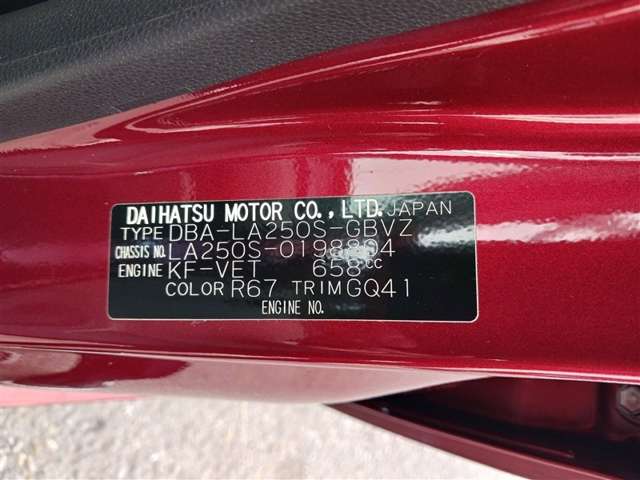 DAIHATSU MOTOR CO., LTD. JAPAN
TYPE DBA-LA250S-GBVZ
CHASSIS NO. LA250S-0198804
ENGINE KF-VET 658CC
COLOR R67 TRIM GQ41
ENGINE NO.